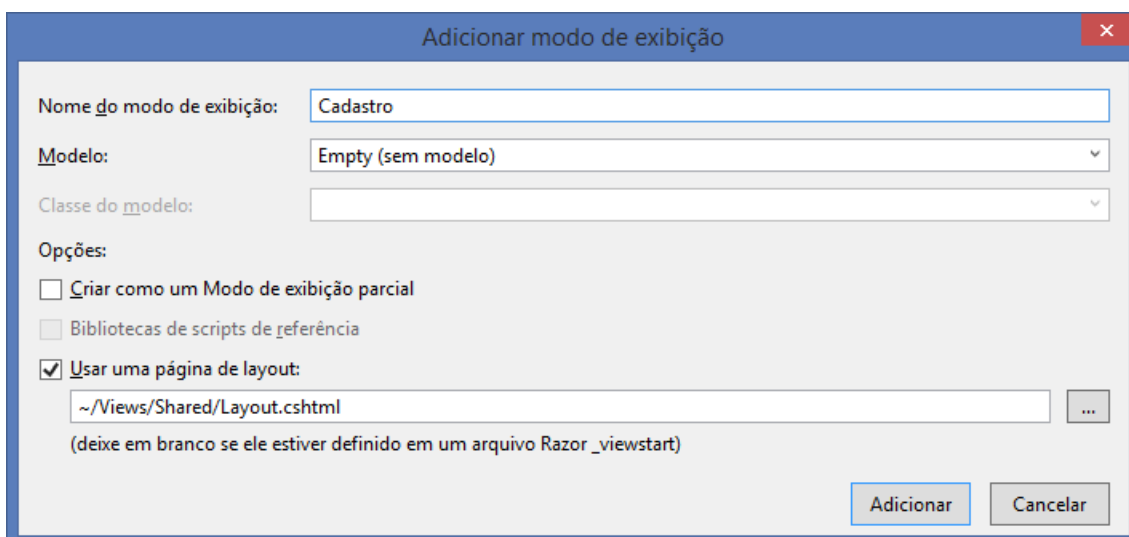 Adicionar modo de exibição
Nome do modo de exibição: Cadastro
Modelo: Empty (sem modelo)
Classe do modelo:
Opções:
Criar como um Modo de exibição parcial
Bibliotecas de scripts de referência
Usar uma página de layout:
~/Views/Shared/Layout.cshtml ...
(deixe em branco se ele estiver definido em um arquivo Razor _viewstart)
Adicionar Cancelar